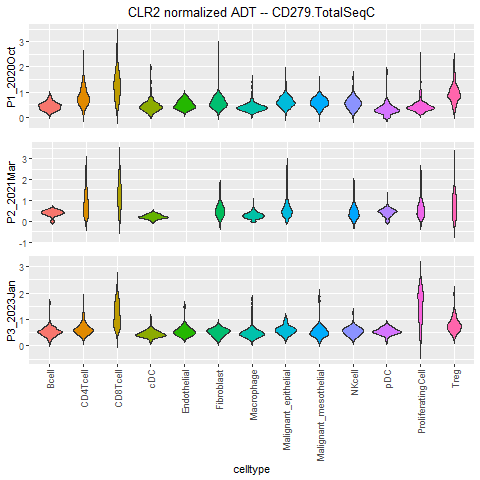 CLR2 normalized ADT -- CD279.TotalSeqC
P1_2020Oct
3
2
1
0
P2_2021Mar
3
2
1
0
-1
P3_2023Jan
3
2
1
0
Bcell
CD4Tcell
CD8Tcell
cDC
Endothelial
Fibroblast
Macrophage
Malignant_epithelial
Malignant_mesothelial
NKcell
pDC
ProliferatingCell
Treg
celltype